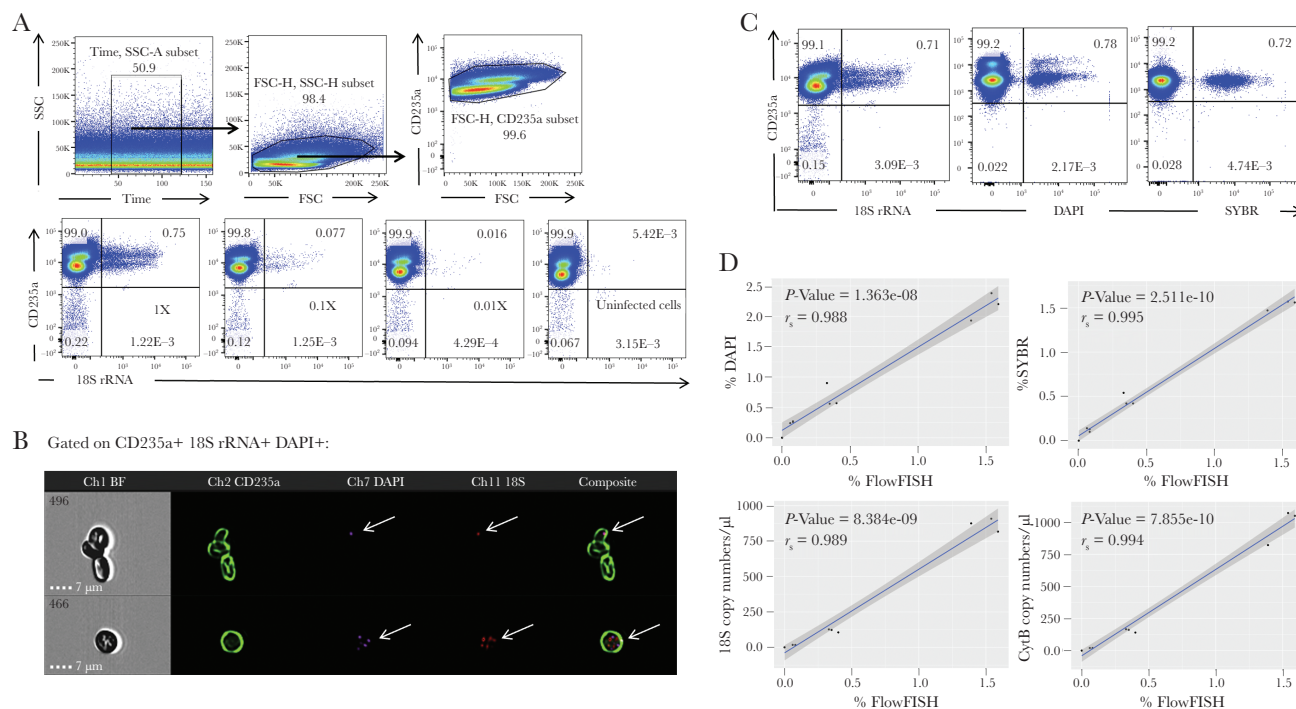 A
SSC
250K
200K
150K
100K
50K
0
Time, SSC-A subset
50.9
50 100 150
Time
250K
200K
150K
100K
50K
0
FSC-H, SSC-H subset
98.4
0 50K 100K 200K 250K
FSC
CD235a
10⁵
10⁴
10³
10²
0
−10²
FSC-H, CD235a subset
99.6
0 50K 100K 150K 200K 250K
FSC
CD235a
99.0 0.75
1X
0.22 1.22E−3
99.8 0.077
0.1X
0.12 1.25E−3
99.9 0.016
0.01X
0.094 4.29E−4
99.9 5.42E−3
Uninfected cells
0.067 3.15E−3
0 10³ 10⁴
18S rRNA
B Gated on CD235a+ 18S rRNA+ DAPI+:
Ch1 BF Ch2 CD235a Ch7 DAPI Ch11 18S Composite
496
7 μm
466
7 μm
C
CD235a
99.1 0.71
0.15 3.09E−3
99.2 0.78
0.022 2.17E−3
99.2 0.72
0.028 4.74E−3
18S rRNA DAPI SYBR
D
% DAPI
2.5
2.0
1.5
1.0
0.5
0.0
P-Value = 1.363e-08
rs = 0.988
0.0 0.5 1.0 1.5
% FlowFISH
%SYBR
1.5
1.0
0.5
0.0
P-Value = 2.511e-10
rs = 0.995
0.0 0.5 1.0 1.5
% FlowFISH
18S copy numbers/μl
1000
750
500
250
0.0
P-Value = 8.384e-09
rs = 0.989
0.0 0.5 1.0 1.5
% FlowFISH
CytB copy numbers/μl
1000
750
500
250
0.0
P-Value = 7.855e-10
rs = 0.994
0.0 0.5 1.0 1.5
% FlowFISH